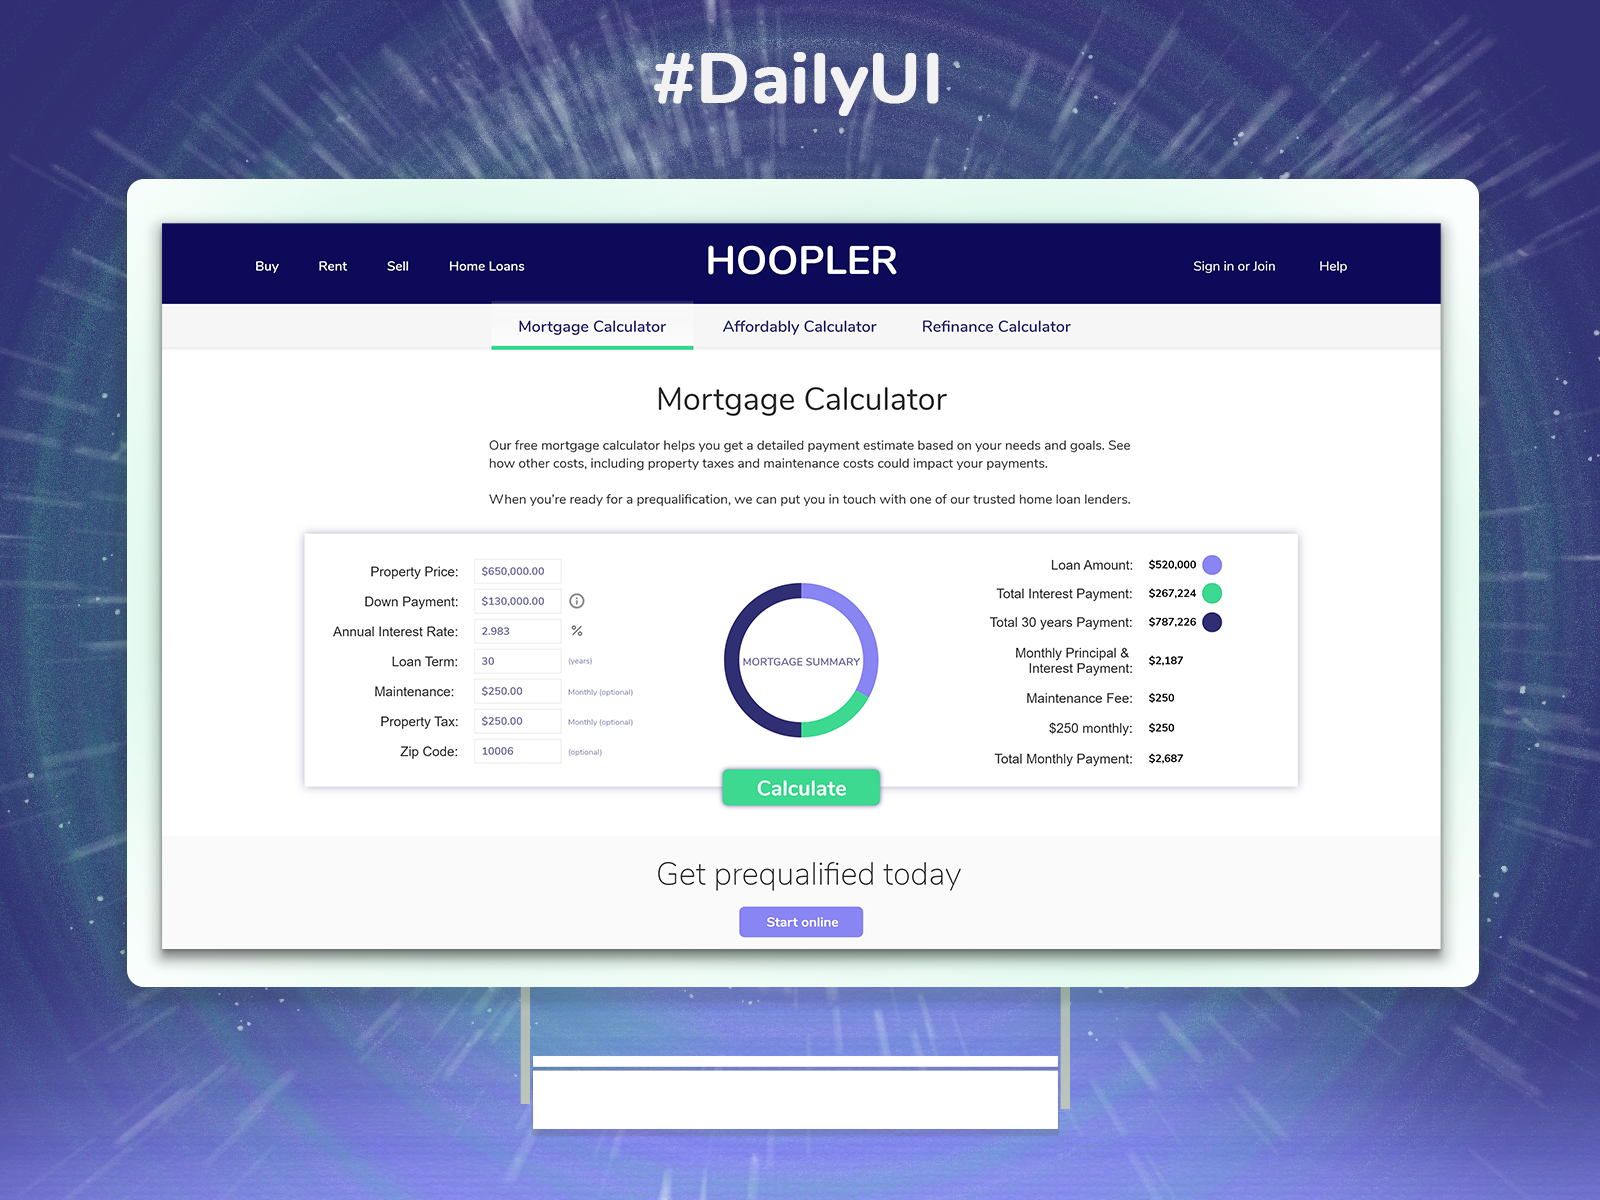 #DailyUI
Buy Rent Sell Home Loans HOOPLER Sign in or Join Help
Mortgage Calculator Affordably Calculator Refinance Calculator
Mortgage Calculator
Our free mortgage calculator helps you get a detailed payment estimate based on your needs and goals. See
how other costs, including property taxes and maintenance costs could impact your payments.
When you're ready for a prequalification, we can put you in touch with one of our trusted home loan lenders.
Property Price: $650,000.00
Down Payment: $130,000.00
Annual Interest Rate: 2.983 %
Loan Term: 30 (years)
Maintenance: $250.00 Monthly (optional)
Property Tax: $250.00 Monthly (optional)
Zip Code: 10006 (optional)
MORTGAGE SUMMARY
Calculate
Loan Amount: $520,000
Total Interest Payment: $267,224
Total 30 years Payment: $787,226
Monthly Principal &
Interest Payment: $2,187
Maintenance Fee: $250
$250 monthly: $250
Total Monthly Payment: $2,687
Get prequalified today
Start online